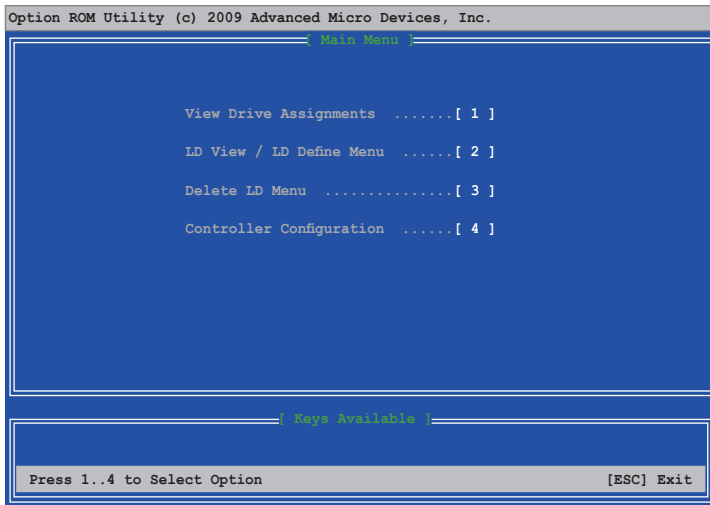 Option ROM Utility (c) 2009 Advanced Micro Devices, Inc.
[ Main Menu ]
View Drive Assignments .......[ 1 ]
LD View / LD Define Menu ......[ 2 ]
Delete LD Menu ...............[ 3 ]
Controller Configuration ......[ 4 ]
[ Keys Available ]
Press 1..4 to Select Option [ESC] Exit